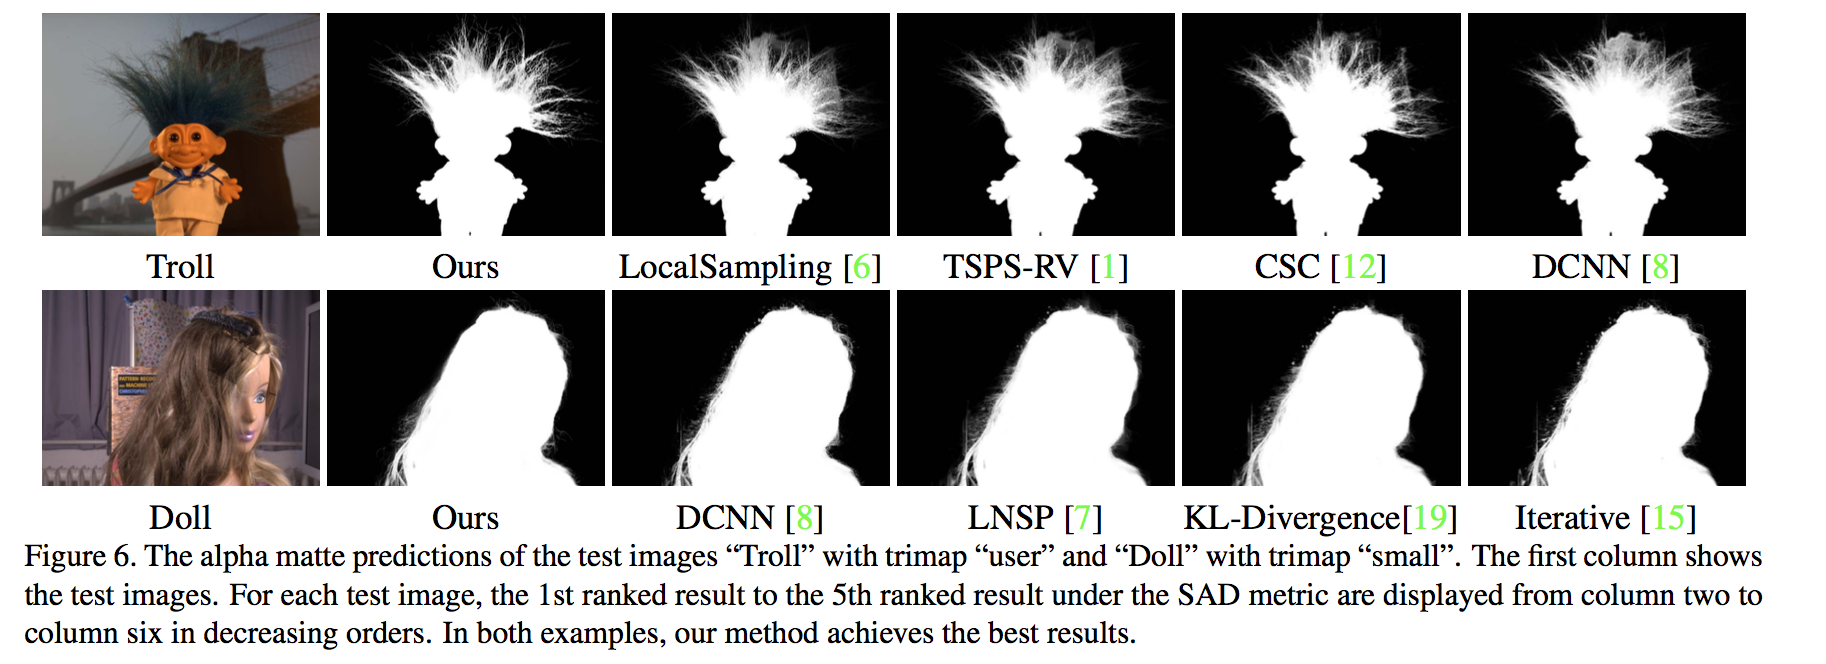 Troll Ours LocalSampling [6] TSPS-RV [1] CSC [12] DCNN [8]
PATTERN RECO
MACHINE
Doll Ours DCNN [8] LNSP [7] KL-Divergence[19] Iterative [15]
Figure 6. The alpha matte predictions of the test images “Troll” with trimap “user” and “Doll” with trimap “small”. The first column shows
the test images. For each test image, the 1st ranked result to the 5th ranked result under the SAD metric are displayed from column two to
column six in decreasing orders. In both examples, our method achieves the best results.